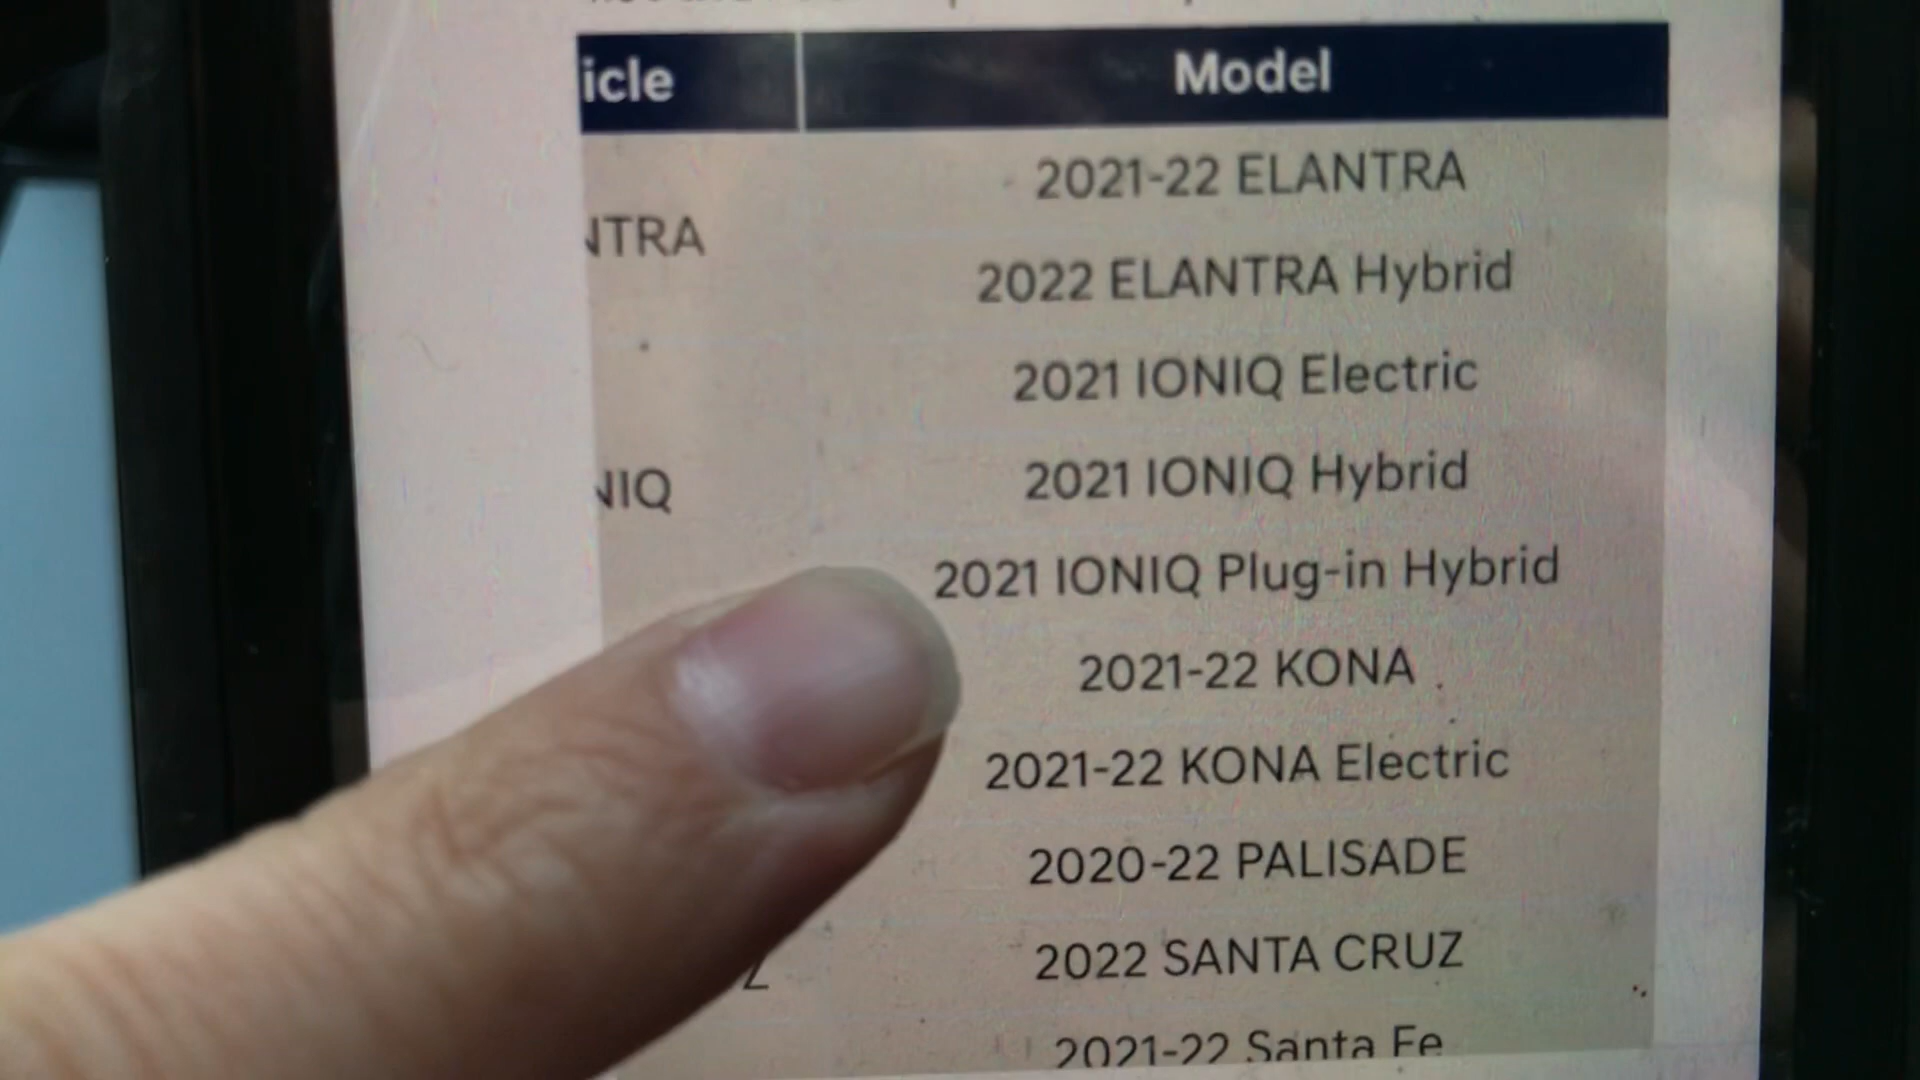 icle Model
2021-22 ELANTRA
NTRA
2022 ELANTRA Hybrid
2021 IONIQ Electric
2021 IONIQ Hybrid
NIQ
2021 IONIQ Plug-in Hybrid
2021-22 KONA
2021-22 KONA Electric
2020-22 PALISADE
2022 SANTA CRUZ
Z
2021-22 Santa Fe